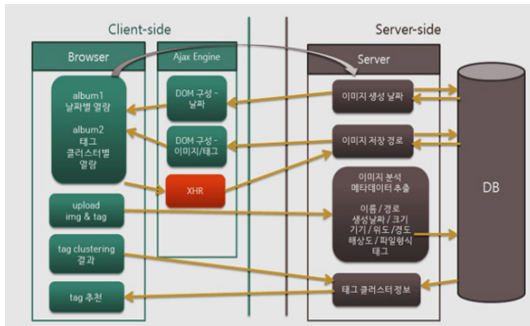 Client-side
Server-side
Browser
Ajax Engine
Server
album1
날짜별 열람
album2
태그
클러스터별
열람
DOM 구성 -
날짜
DOM 구성 -
이미지/태그
XHR
upload
img & tag
tag clustering
결과
tag 추천
이미지 생성 날짜
이미지 저장 경로
이미지 분석
메타데이터 추출
이름 / 경로
생성날짜 / 크기
기기 / 위도 /경도
해상도 / 파일형식
태그
태그 클러스터 정보
DB